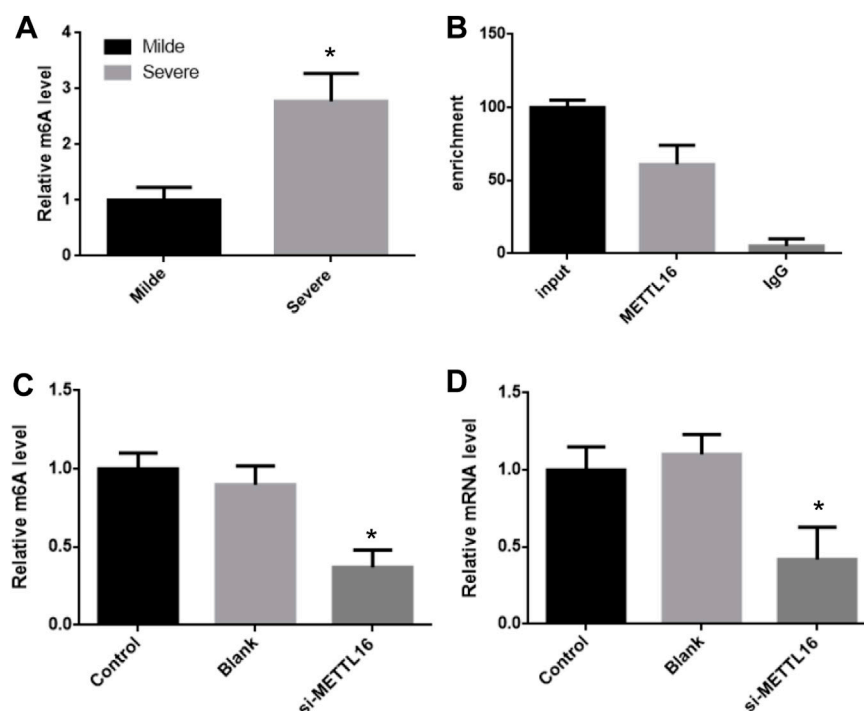 A
Relative m6A level
4
3
2
1
0
Milde
Severe
*
Milde
Severe
B
enrichment
150
100
50
0
input
METTL16
IgG
C
Relative m6A level
1.5
1.0
0.5
0.0
*
Control
Blank
si-METTL16
D
Relative mRNA level
1.5
1.0
0.5
0.0
*
Control
Blank
si-METTL16